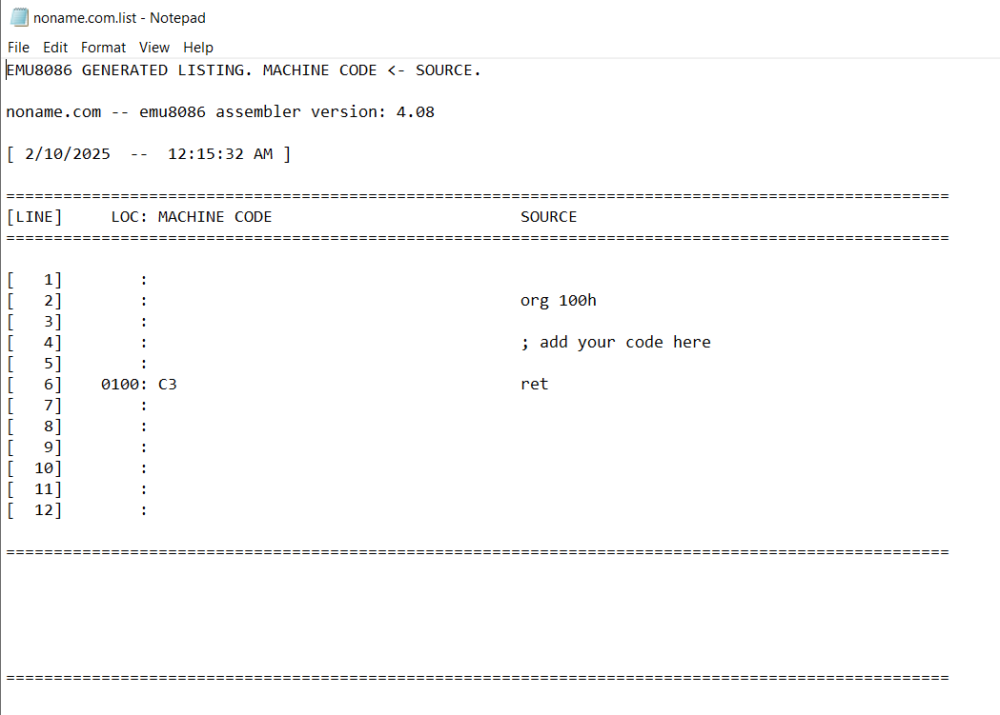 noname.com.list - Notepad
File Edit Format View Help
EMU8086 GENERATED LISTING. MACHINE CODE <- SOURCE.
noname.com -- emu8086 assembler version: 4.08
[ 2/10/2025  --  12:15:32 AM ]
===================================================================================================
[LINE]     LOC: MACHINE CODE                          SOURCE
===================================================================================================
[   1]        :
[   2]        :                                       org 100h
[   3]        :
[   4]        :                                       ; add your code here
[   5]        :
[   6]    0100: C3                                    ret
[   7]        :
[   8]        :
[   9]        :
[  10]        :
[  11]        :
[  12]        :
===================================================================================================
===================================================================================================